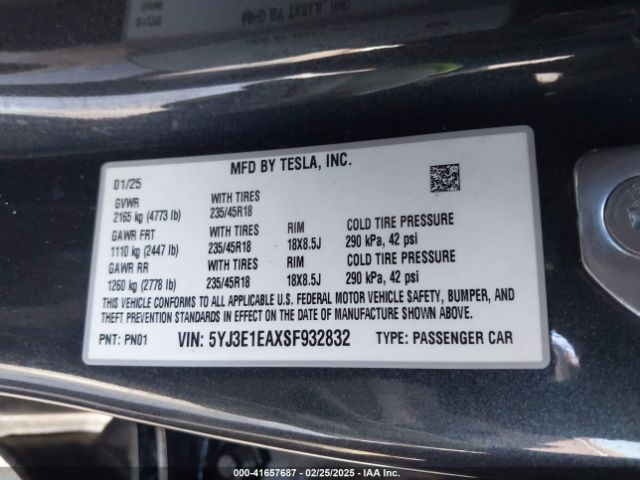 MFD BY TESLA, INC.
01/25
GVWR WITH TIRES
2165 kg (4773 lb) 235/45R18
GAWR FRT WITH TIRES RIM COLD TIRE PRESSURE
1110 kg (2447 lb) 235/45R18 18X8.5J 290 kPa, 42 psi
GAWR RR WITH TIRES RIM COLD TIRE PRESSURE
1260 kg (2778 lb) 235/45R18 18X8.5J 290 kPa, 42 psi
THIS VEHICLE CONFORMS TO ALL APPLICABLE U.S. FEDERAL MOTOR VEHICLE SAFETY, BUMPER, AND
THEFT PREVENTION STANDARDS IN EFFECT ON THE DATE OF MANUFACTURE SHOWN ABOVE.
PNT: PN01 VIN: 5YJ3E1EAXSF932832 TYPE: PASSENGER CAR
000-41657687 - 02/25/2025 - IAA Inc.